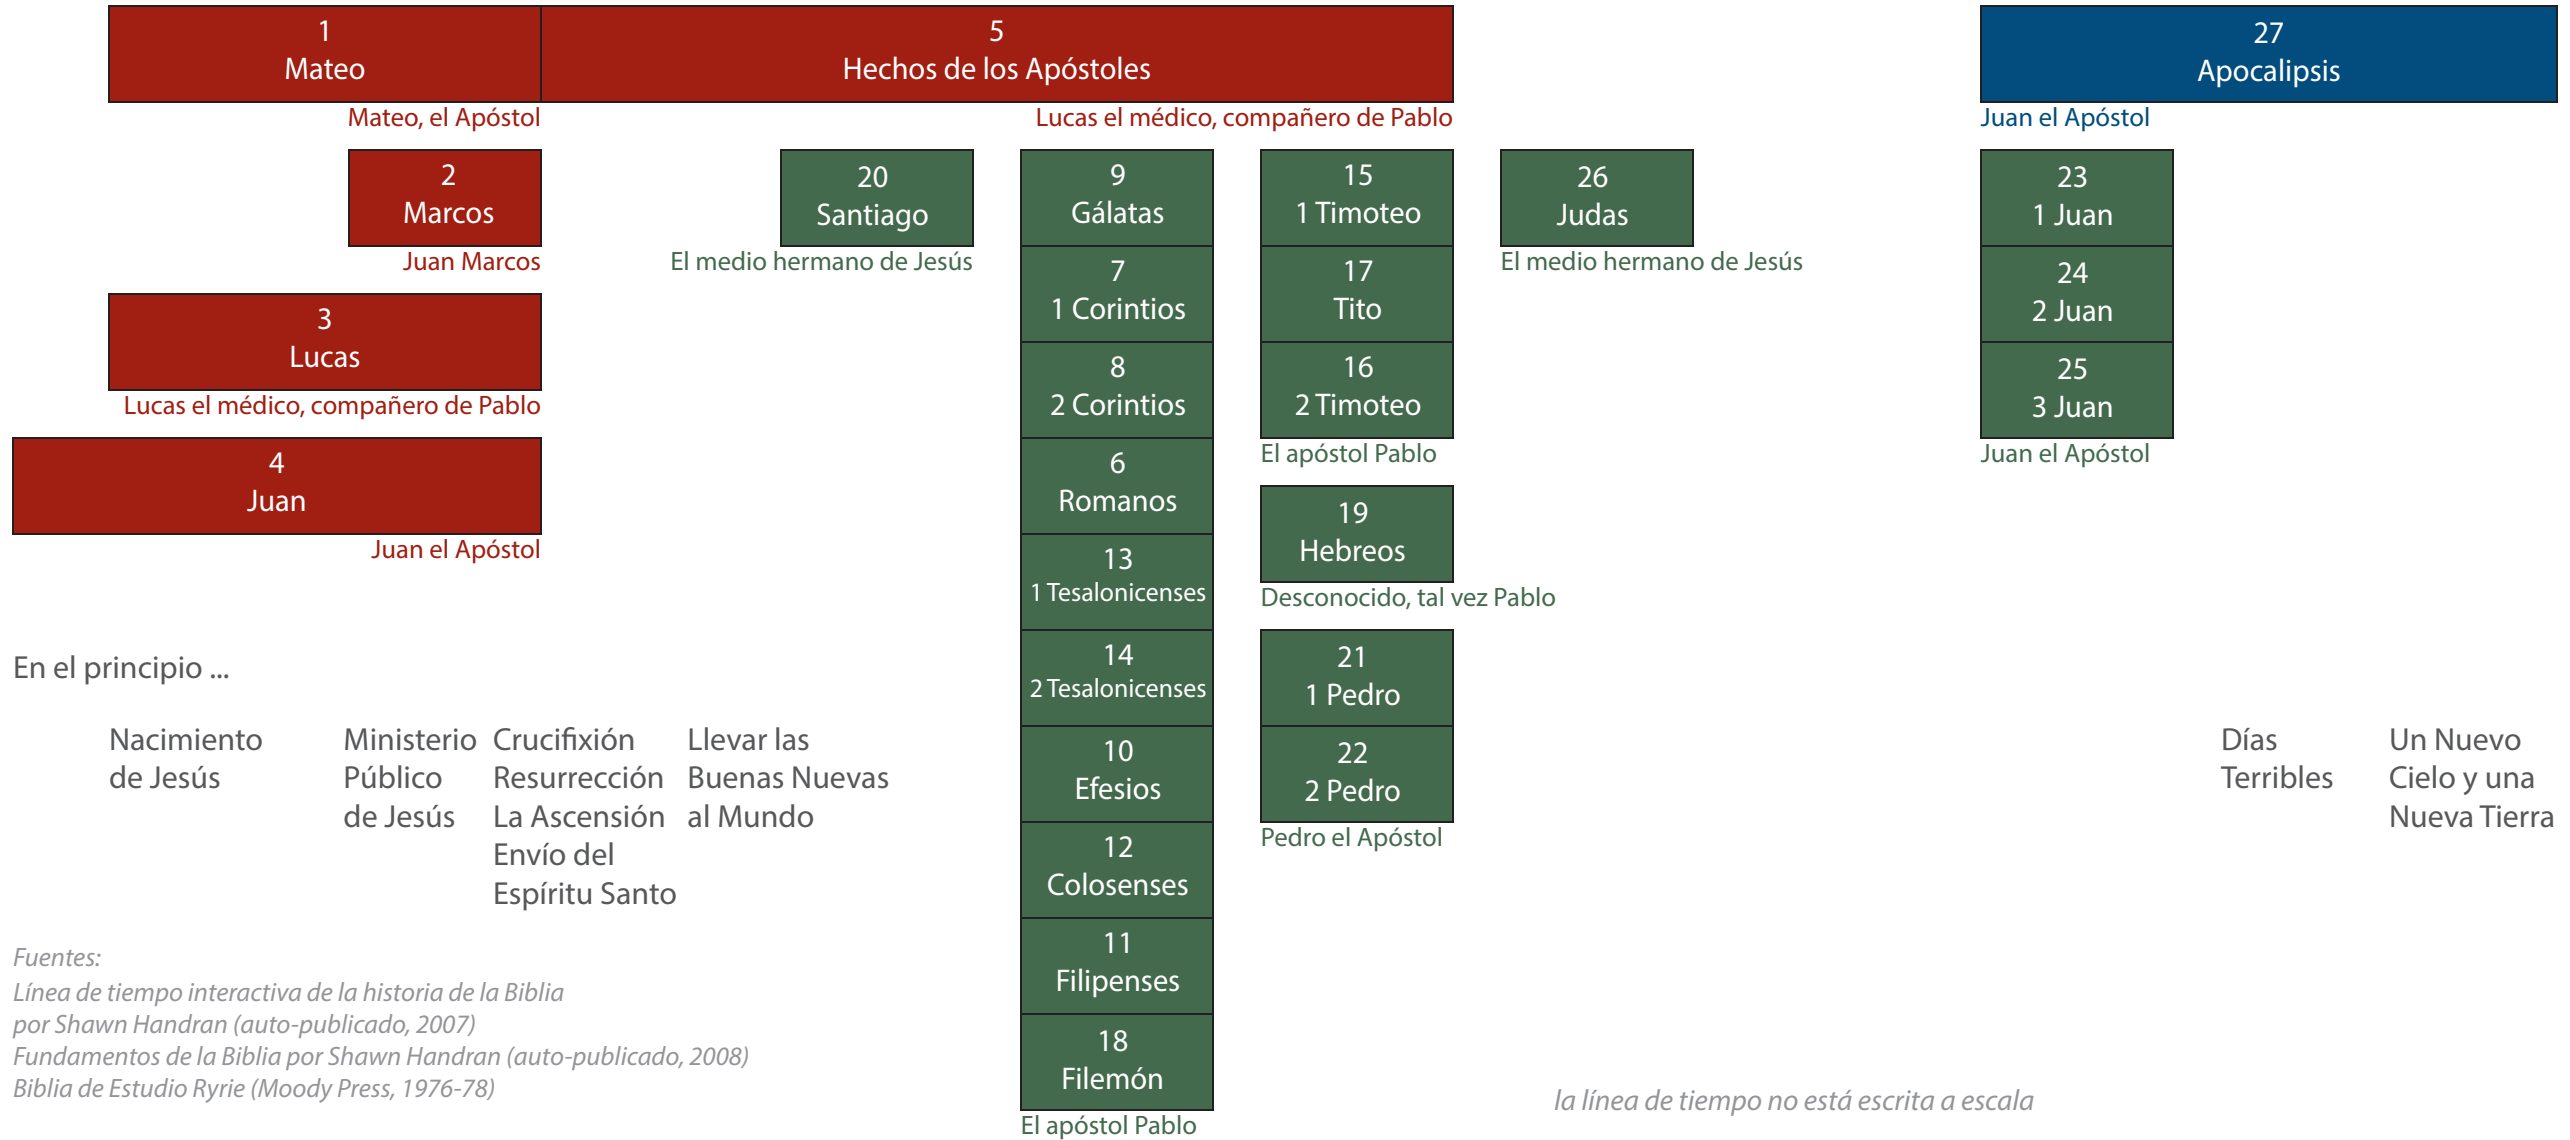 1
Mateo
Mateo, el Apóstol
5
Hechos de los Apóstoles
Lucas el médico, compañero de Pablo
27
Apocalipsis
Juan el Apóstol
2
Marcos
Juan Marcos
3
Lucas
Lucas el médico, compañero de Pablo
4
Juan
Juan el Apóstol
20
Santiago
El medio hermano de Jesús
9
Gálatas
7
1 Corintios
8
2 Corintios
6
Romanos
13
1 Tesalonicenses
14
2 Tesalonicenses
10
Efesios
12
Colosenses
11
Filipenses
18
Filemón
El apóstol Pablo
15
1 Timoteo
17
Tito
16
2 Timoteo
El apóstol Pablo
19
Hebreos
Desconocido, tal vez Pablo
21
1 Pedro
22
2 Pedro
Pedro el Apóstol
26
Judas
El medio hermano de Jesús
23
1 Juan
24
2 Juan
25
3 Juan
Juan el Apóstol
En el principio ...
Nacimiento
de Jesús
Ministerio
Público
de Jesús
Crucifixión
Resurrección
La Ascensión
Envío del
Espíritu Santo
Llevar las
Buenas Nuevas
al Mundo
Días
Terribles
Un Nuevo
Cielo y una
Nueva Tierra
Fuentes:
Línea de tiempo interactiva de la historia de la Biblia
por Shawn Handran (auto-publicado, 2007)
Fundamentos de la Biblia por Shawn Handran (auto-publicado, 2008)
Biblia de Estudio Ryrie (Moody Press, 1976-78)
la línea de tiempo no está escrita a escala